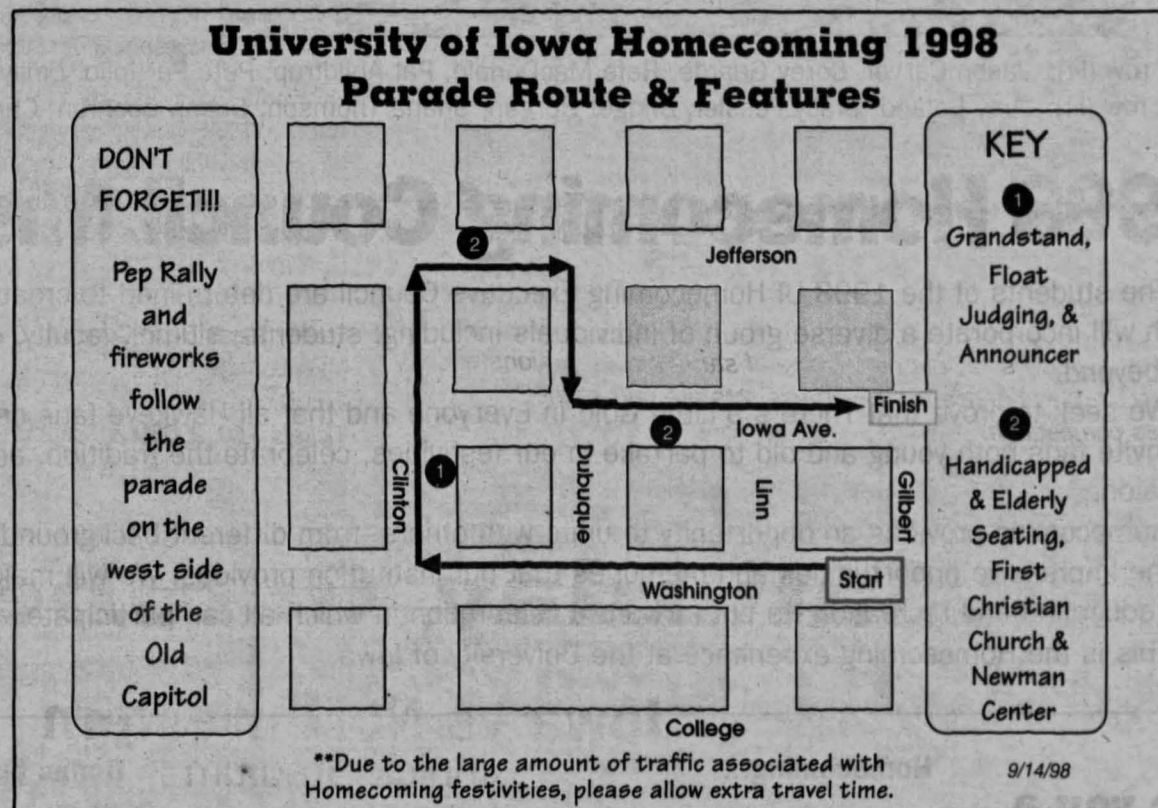 University of Iowa Homecoming 1998
Parade Route & Features
DON'T
FORGET!!!
Pep Rally
and
fireworks
follow
the
parade
on the
west side
of the
Old
Capitol
2
Jefferson
Finish
2
Iowa Ave.
1
Clinton
Dubuque
Linn
Gilbert
Start
Washington
College
KEY
1
Grandstand,
Float
Judging, &
Announcer
2
Handicapped
& Elderly
Seating,
First
Christian
Church &
Newman
Center
**Due to the large amount of traffic associated with
Homecoming festivities, please allow extra travel time.
9/14/98